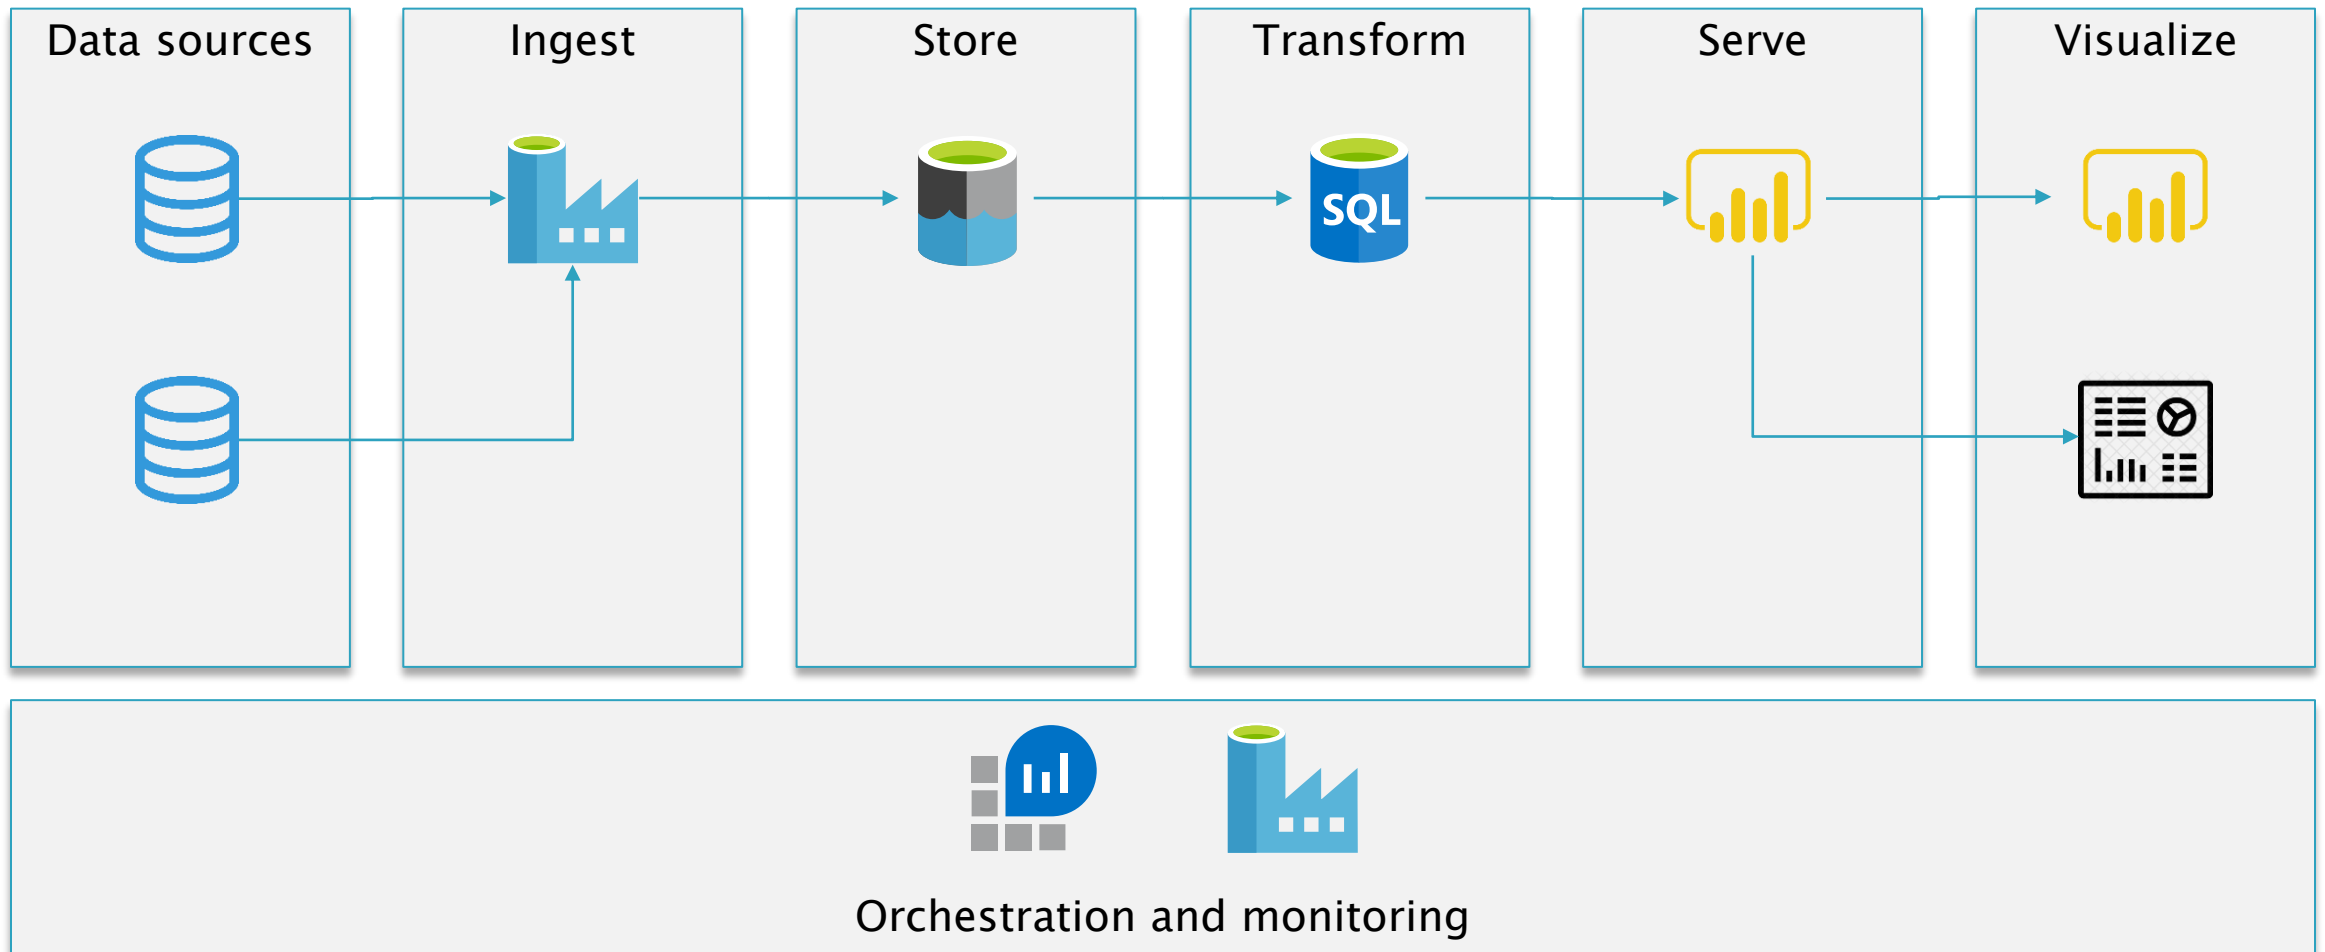 Data sources
Ingest
Store
Transform
Serve
Visualize
SQL
Orchestration and monitoring